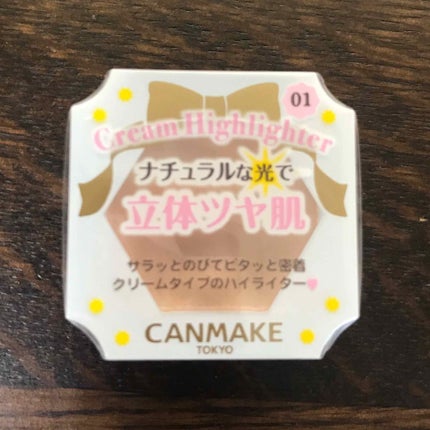 01
Cream Highlighter
ナチュラルな光で
立体ツヤ肌
サラッとのびてピタッと密着
クリームタイプのハイライター♥
CANMAKE
TOKYO